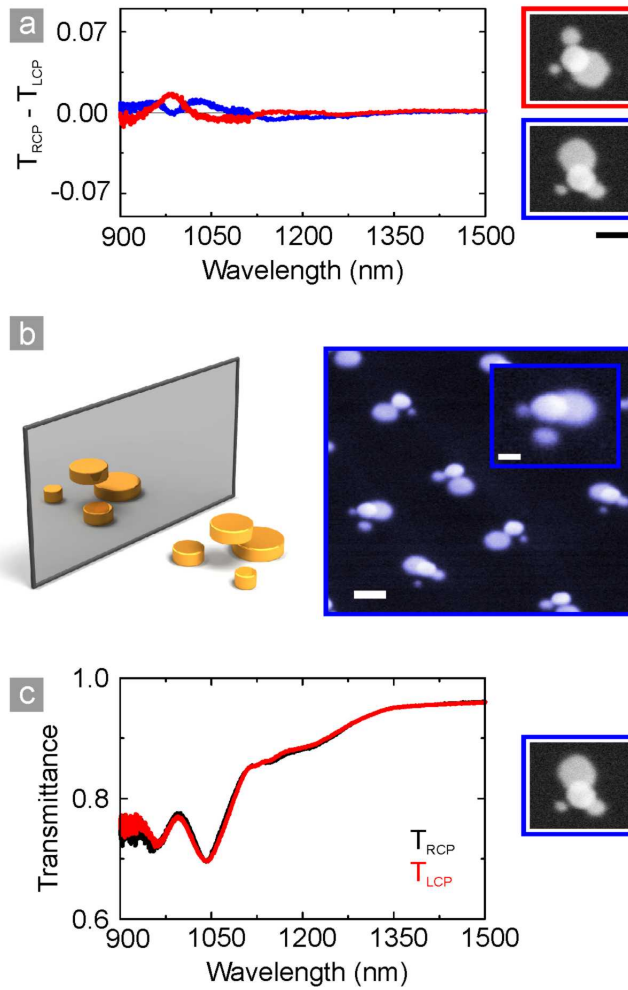 a
0.07
0.00
-0.07
T_RCP - T_LCP
900 1050 1200 1350 1500
Wavelength (nm)
b
c
1.0
0.8
0.6
Transmittance
T_RCP
T_LCP
900 1050 1200 1350 1500
Wavelength (nm)